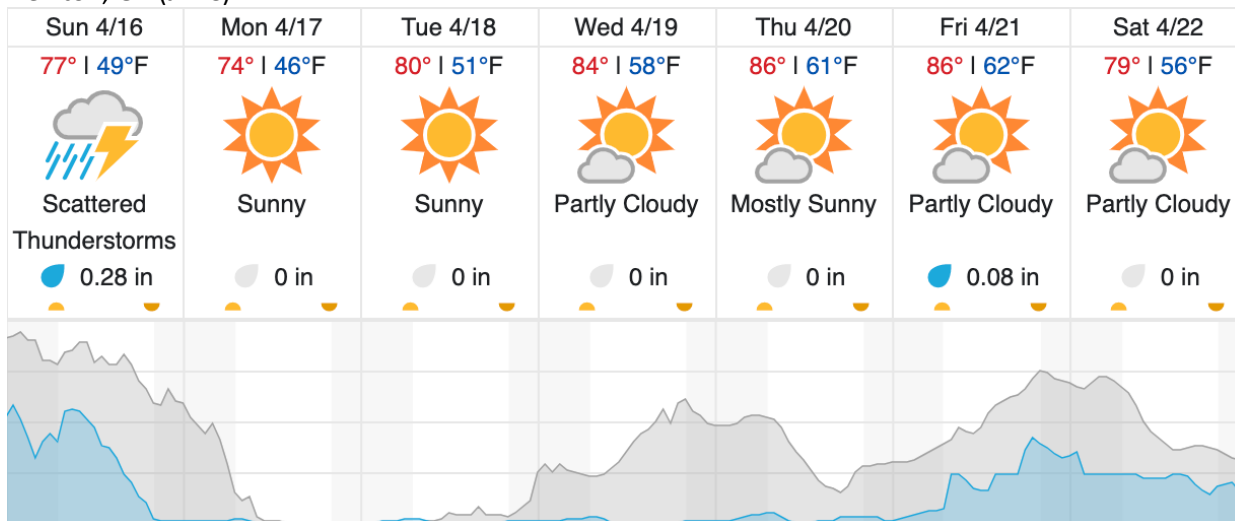 Sun 4/16 Mon 4/17 Tue 4/18 Wed 4/19 Thu 4/20 Fri 4/21 Sat 4/22
77° | 49°F 74° | 46°F 80° | 51°F 84° | 58°F 86° | 61°F 86° | 62°F 79° | 56°F
Scattered Sunny Sunny Partly Cloudy Mostly Sunny Partly Cloudy Partly Cloudy
Thunderstorms
0.28 in 0 in 0 in 0 in 0 in 0.08 in 0 in